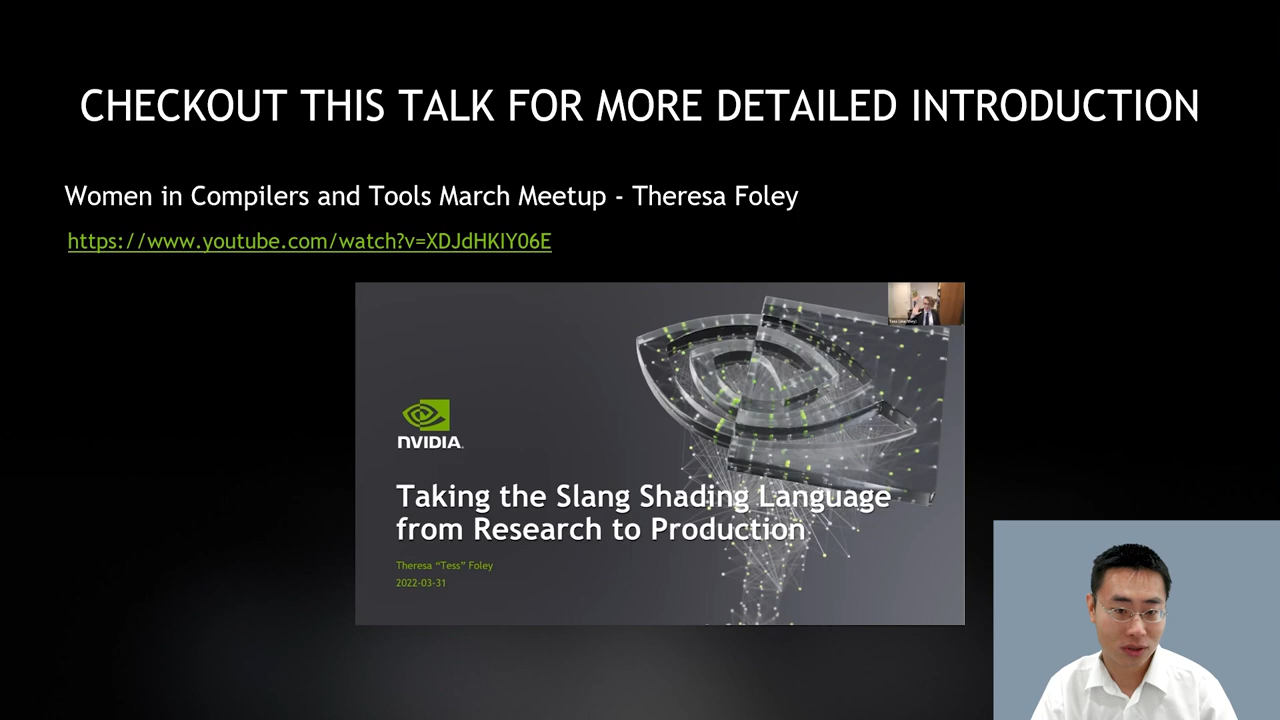 CHECKOUT THIS TALK FOR MORE DETAILED INTRODUCTION
Women in Compilers and Tools March Meetup - Theresa Foley
https://www.youtube.com/watch?v=XDJdHKIY06E
NVIDIA.
Taking the Slang Shading Language
from Research to Production
Theresa “Tess” Foley
2022-03-31